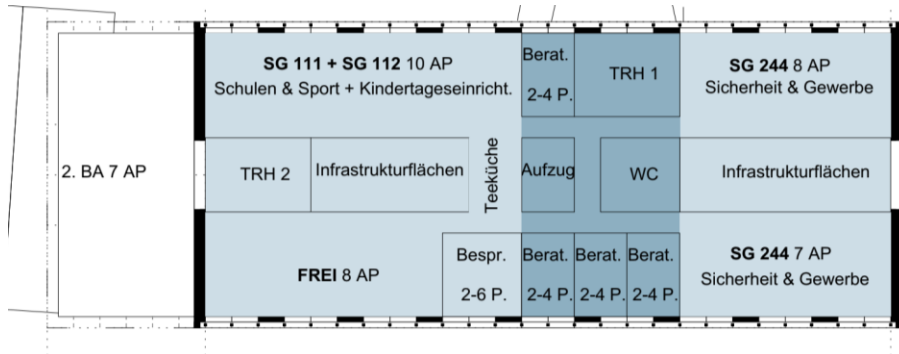 SG 111 + SG 112 10 AP
Schulen & Sport + Kindertageseinricht.
Berat.
2-4 P.
TRH 1
SG 244 8 AP
Sicherheit & Gewerbe
2. BA 7 AP
TRH 2
Infrastrukturflächen
Teeküche
Aufzug
WC
Infrastrukturflächen
FREI 8 AP
Bespr.
2-6 P.
Berat.
2-4 P.
Berat.
2-4 P.
Berat.
2-4 P.
SG 244 7 AP
Sicherheit & Gewerbe